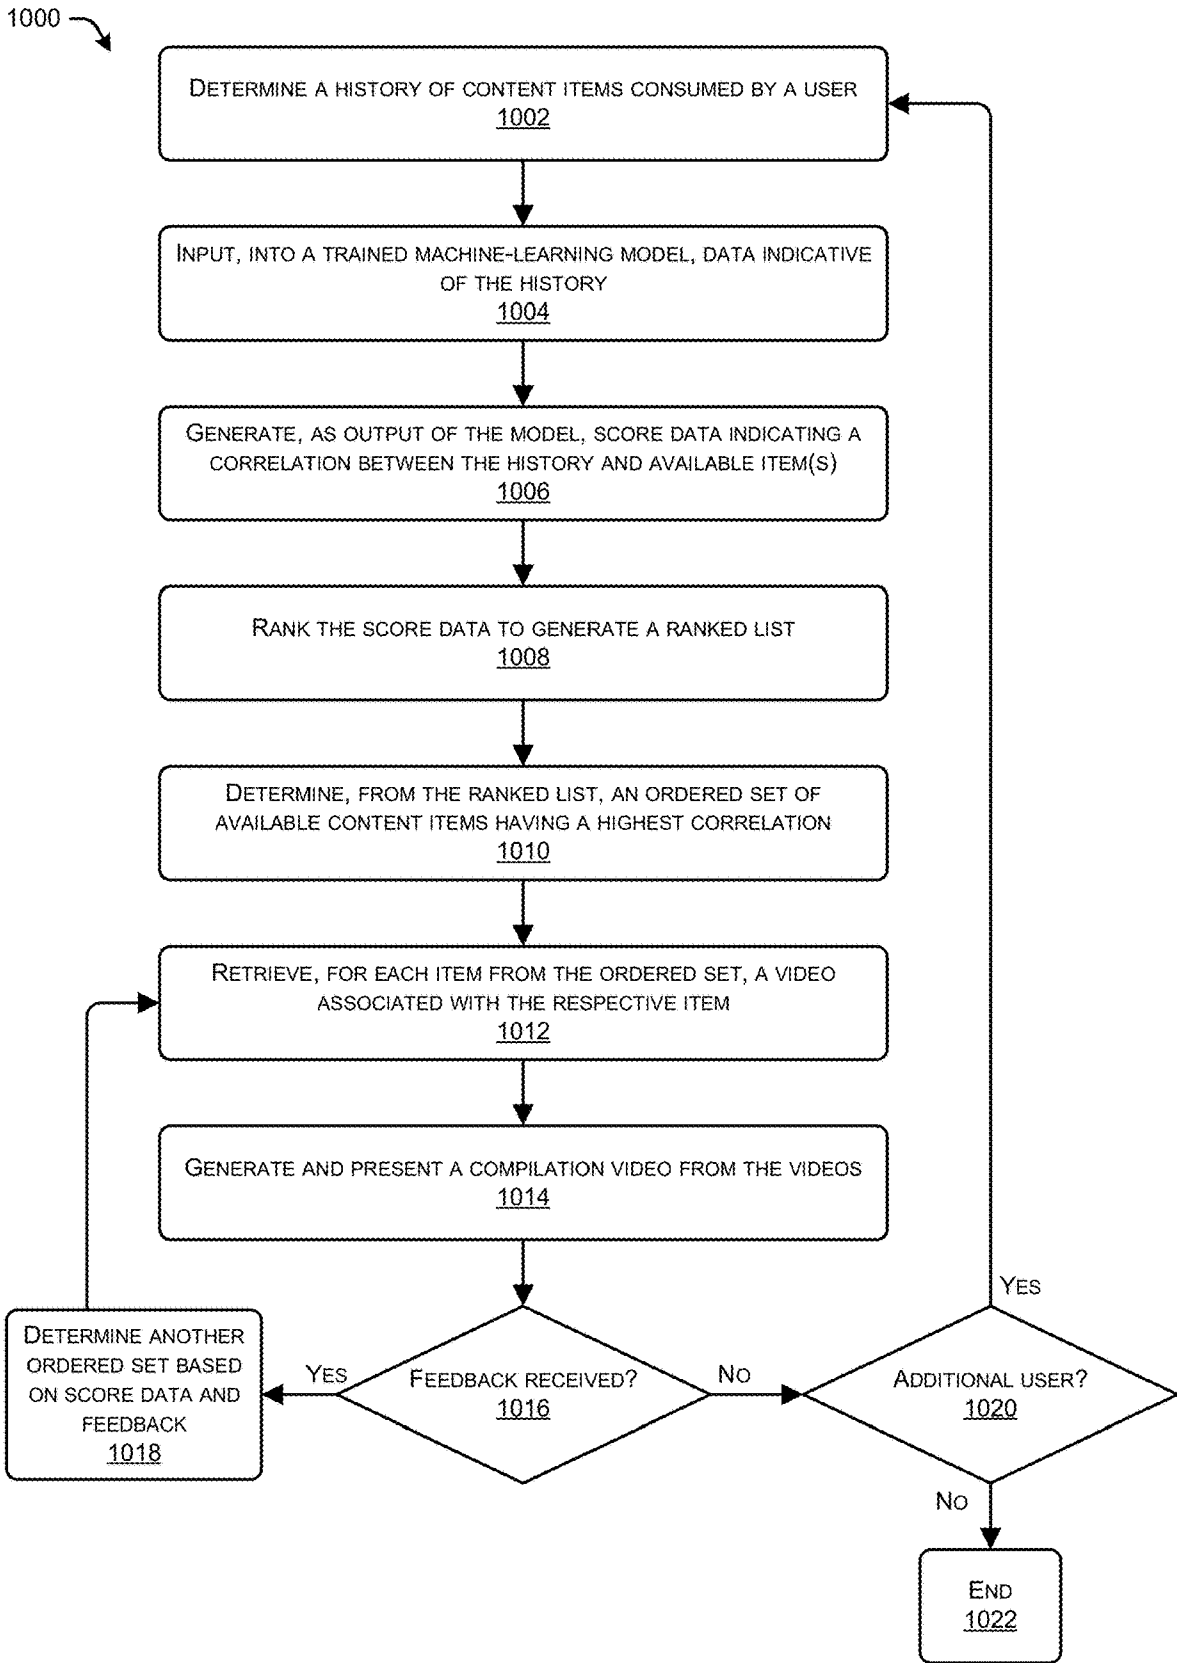 1000
DETERMINE A HISTORY OF CONTENT ITEMS CONSUMED BY A USER
1002
INPUT, INTO A TRAINED MACHINE-LEARNING MODEL, DATA INDICATIVE
OF THE HISTORY
1004
GENERATE, AS OUTPUT OF THE MODEL, SCORE DATA INDICATING A
CORRELATION BETWEEN THE HISTORY AND AVAILABLE ITEM(S)
1006
RANK THE SCORE DATA TO GENERATE A RANKED LIST
1008
DETERMINE, FROM THE RANKED LIST, AN ORDERED SET OF
AVAILABLE CONTENT ITEMS HAVING A HIGHEST CORRELATION
1010
RETRIEVE, FOR EACH ITEM FROM THE ORDERED SET, A VIDEO
ASSOCIATED WITH THE RESPECTIVE ITEM
1012
GENERATE AND PRESENT A COMPILATION VIDEO FROM THE VIDEOS
1014
FEEDBACK RECEIVED?
1016
YES
DETERMINE ANOTHER
ORDERED SET BASED
ON SCORE DATA AND
FEEDBACK
1018
NO
ADDITIONAL USER?
1020
YES
NO
END
1022